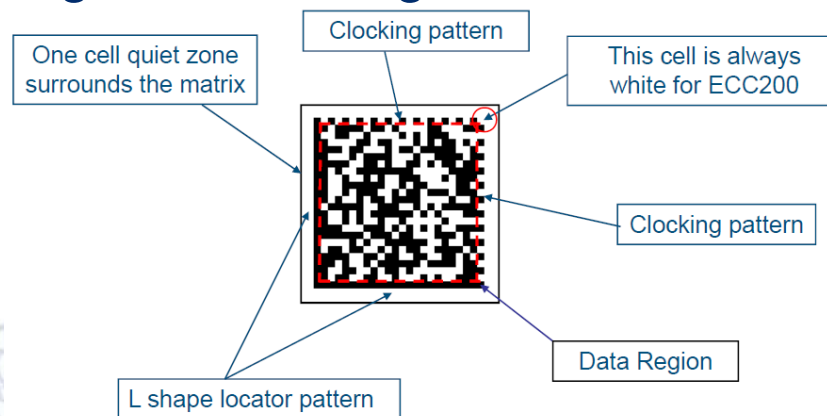 Clocking pattern
One cell quiet zone
surrounds the matrix
This cell is always
white for ECC200
Clocking pattern
Data Region
L shape locator pattern